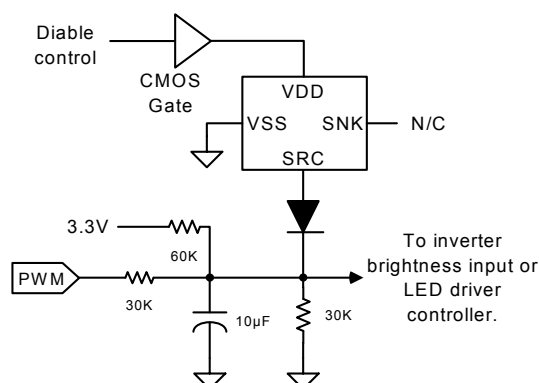 Diable
control
CMOS
Gate
VDD
VSS
SNK
N/C
SRC
3.3V
60K
PWM
30K
10µF
30K
To inverter
brightness input or
LED driver
controller.